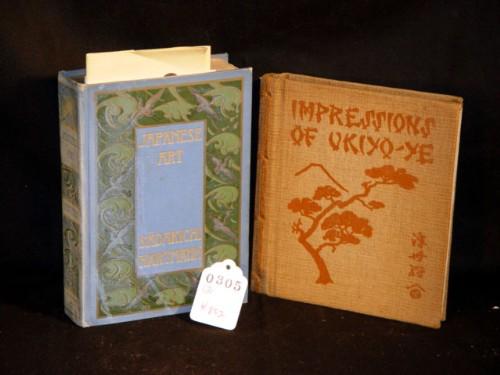 JAPANESE
ART
SADAKICHI
HARTMANN
IMPRESSIONS
OF UKIYO-YE
0305